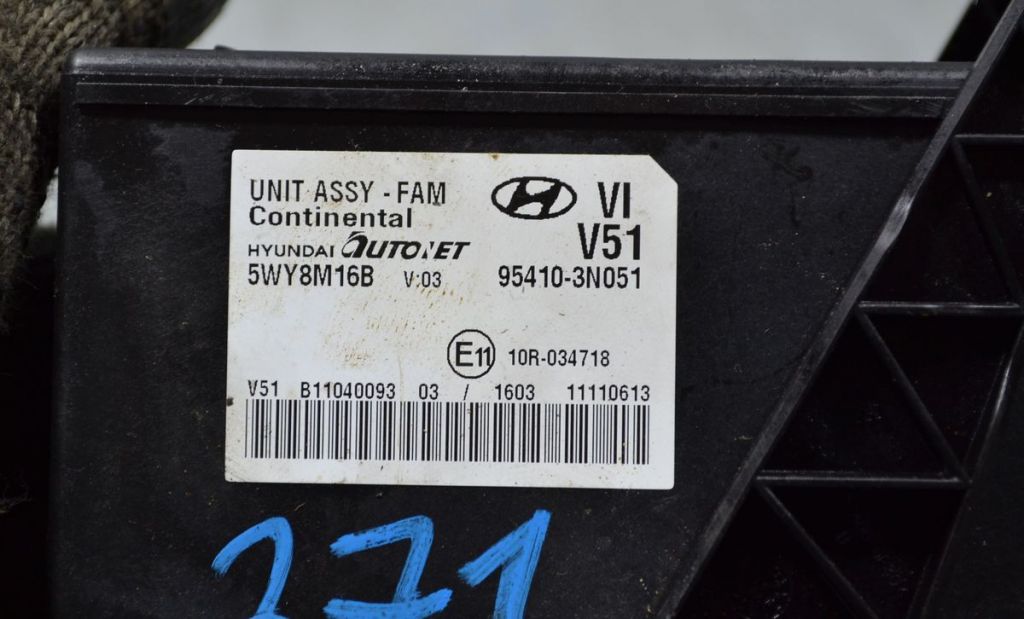 UNIT ASSY - FAM
Continental
HYUNDAI AUTONET
5WY8M16B V:03
VI
V51
95410-3N051
E11 10R-034718
V51 B11040093 03 / 1603 11110613
271